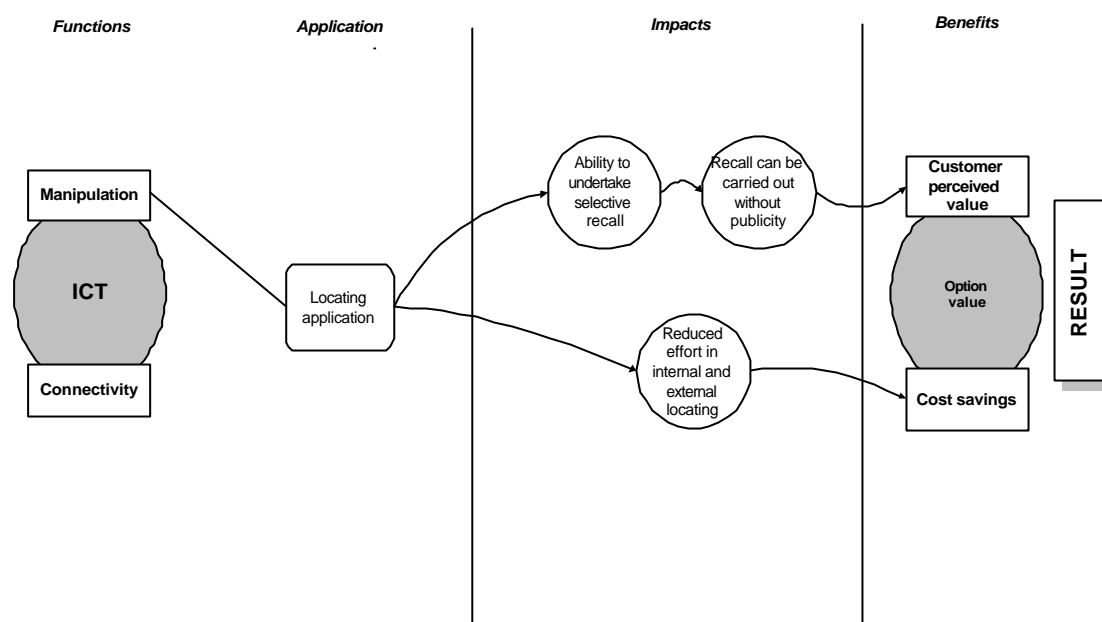 Functions
Application
.
Impacts
Benefits
Manipulation
ICT
Connectivity
Locating
application
Ability to
undertake
selective
recall
Recall can be
carried out
without
publicity
Reduced
effort in
internal and
external
locating
Customer
perceived
value
Option
value
Cost savings
RESULT